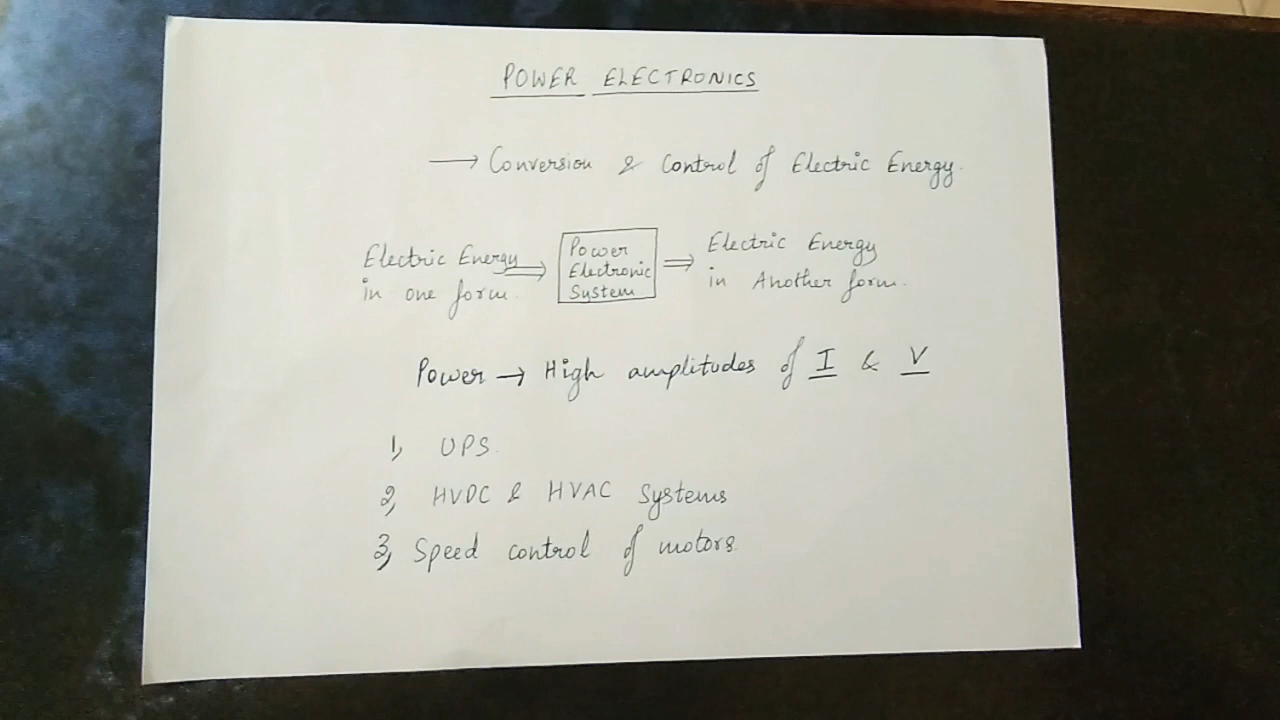 POWER ELECTRONICS
→ Conversion & Control of Electric Energy.
Electric Energy
in one form.
⇒
Power
Electronic
System
⇒
Electric Energy
in Another form.
Power → High amplitudes of I & V
1, UPS.
2, HVDC & HVAC Systems
3, Speed control of motors.